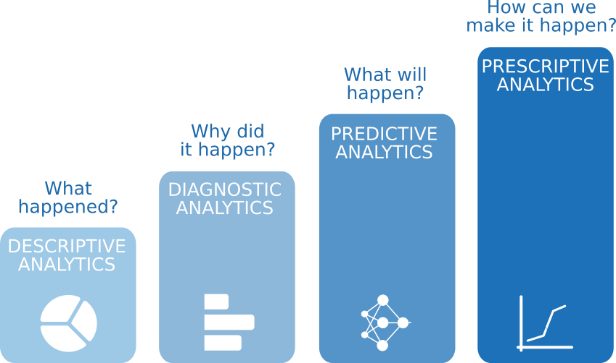 What
happened?
DESCRIPTIVE
ANALYTICS
Why did
it happen?
DIAGNOSTIC
ANALYTICS
What will
happen?
PREDICTIVE
ANALYTICS
How can we
make it happen?
PRESCRIPTIVE
ANALYTICS